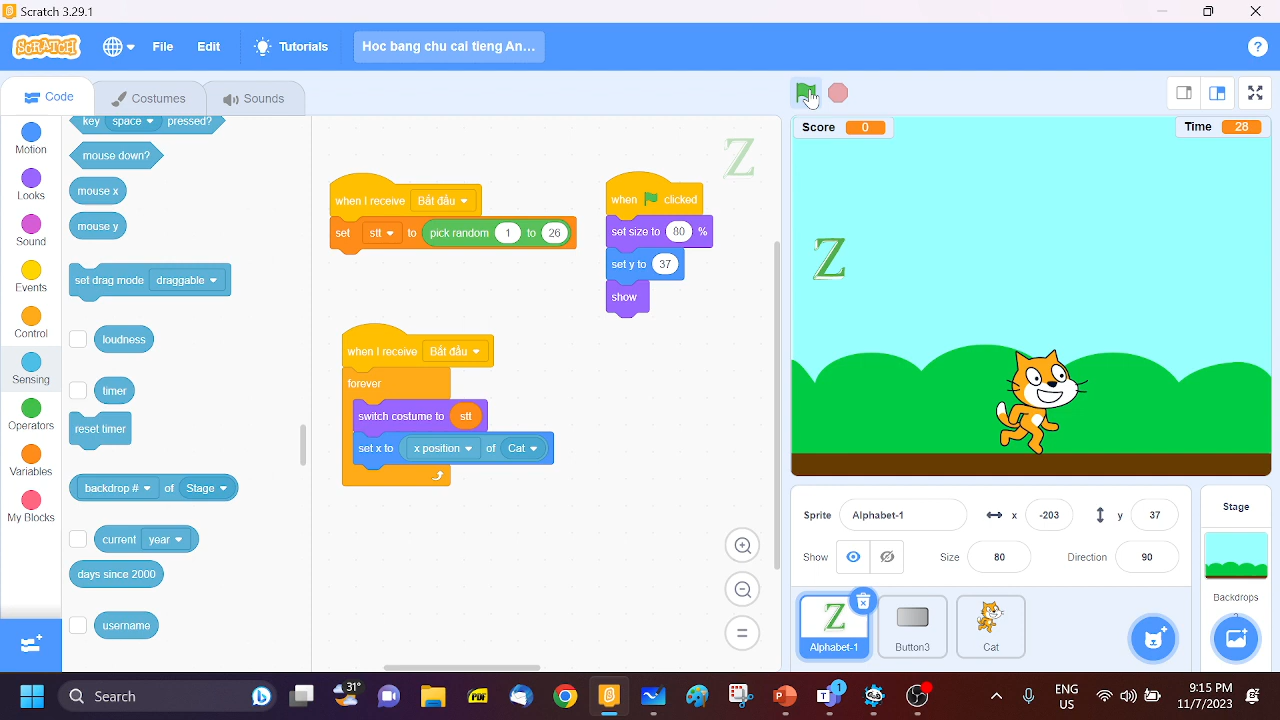 Scratch 3.29.1
SCRATCH File Edit Tutorials Hoc bang chu cai tieng An... ?
Code Costumes Sounds
Motion
Looks
Sound
Events
Control
Sensing
Operators
Variables
My Blocks
key space pressed?
mouse down?
mouse x
mouse y
set drag mode draggable
loudness
timer
reset timer
backdrop # of Stage
current year
days since 2000
username
when I receive Bắt đầu
set stt to pick random 1 to 26
when I receive Bắt đầu
forever
switch costume to stt
set x to x position of Cat
when clicked
set size to 80 %
set y to 37
show
Z
Score 0 Time 28
Z
Sprite Alphabet-1 x -203 y 37
Show Size 80 Direction 90
Z
Alphabet-1 Button3 Cat
Stage
Backdrops
Search 31° PDF 1 ENG US 9:15 PM 11/7/2023